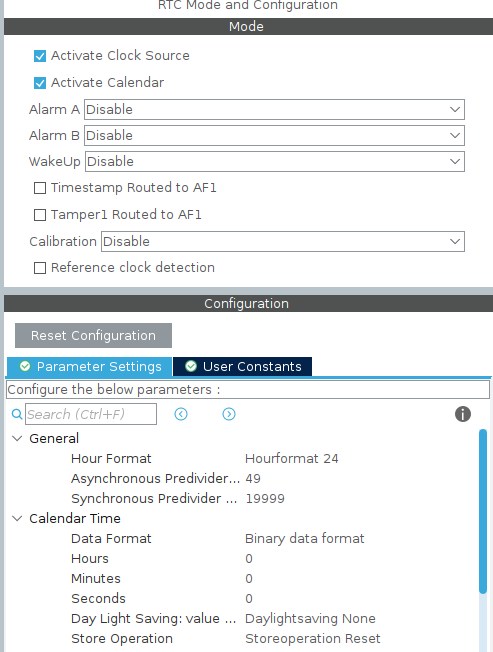 RTC Mode and Configuration
Mode
Activate Clock Source
Activate Calendar
Alarm A Disable
Alarm B Disable
WakeUp Disable
Timestamp Routed to AF1
Tamper1 Routed to AF1
Calibration Disable
Reference clock detection
Configuration
Reset Configuration
Parameter Settings User Constants
Configure the below parameters :
Search (Ctrl+F)
General
Hour Format Hourformat 24
Asynchronous Predivider... 49
Synchronous Predivider ... 19999
Calendar Time
Data Format Binary data format
Hours 0
Minutes 0
Seconds 0
Day Light Saving: value ... Daylightsaving None
Store Operation Storeoperation Reset